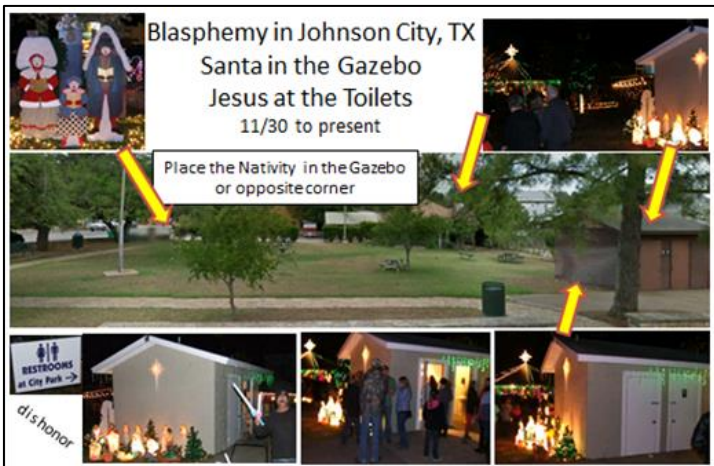 Blasphemy in Johnson City, TX
Santa in the Gazebo
Jesus at the Toilets
11/30 to present
Place the Nativity in the Gazebo
or opposite corner
RESTROOMS
at City Park →
dishonor